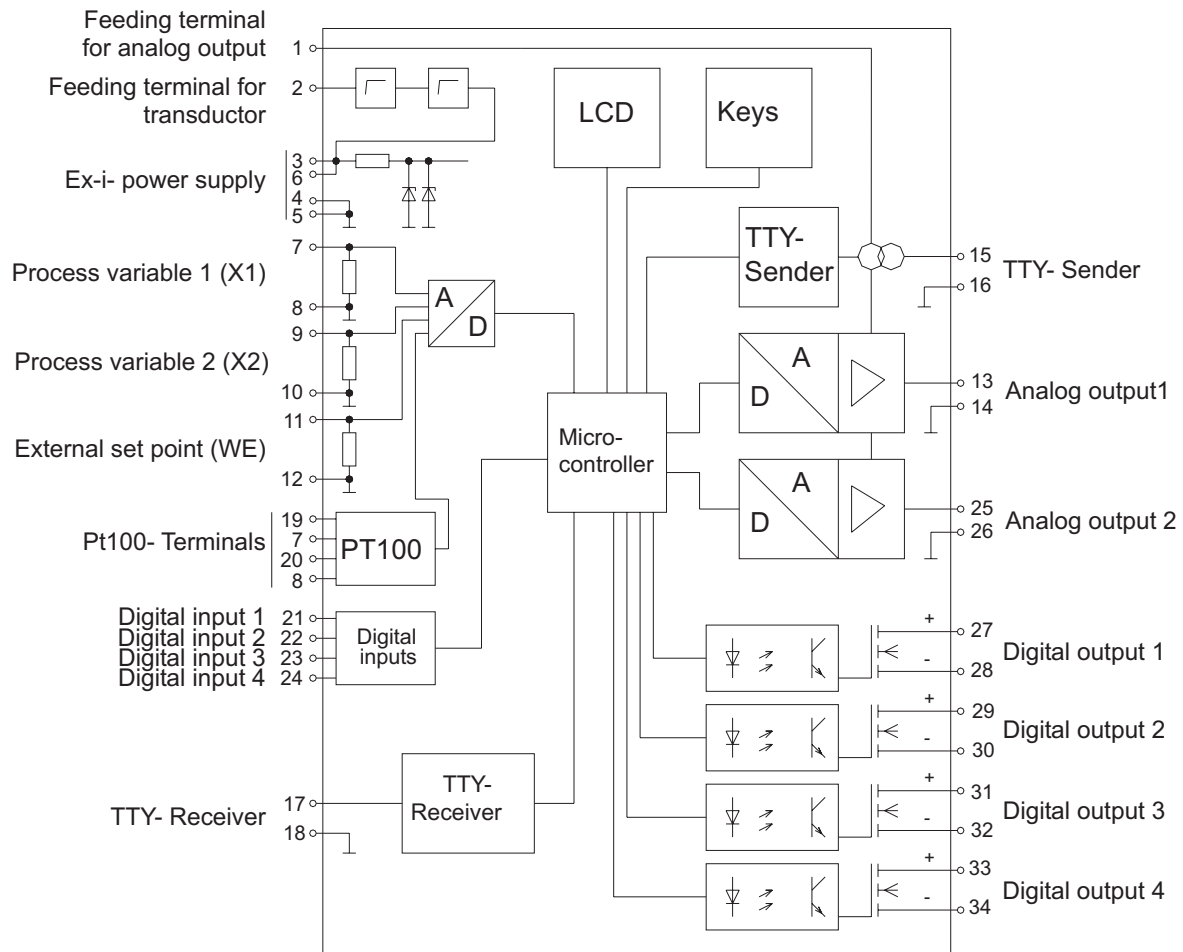 Feeding terminal
for analog output
1
Feeding terminal for
transductor
2
Ex-i- power supply
3
6
4
5
Process variable 1 (X1)
7
8
Process variable 2 (X2)
9
10
External set point (WE)
11
12
Pt100- Terminals
19
7
20
8
PT100
Digital input 1
Digital input 2
Digital input 3
Digital input 4
21
22
23
24
Digital
inputs
TTY- Receiver
17
18
TTY-
Receiver
A
D
LCD
Keys
Micro-
controller
TTY-
Sender
15
16
TTY- Sender
A
D
13
14
Analog output1
A
D
25
26
Analog output 2
+
-
27
28
Digital output 1
+
-
29
30
Digital output 2
+
-
31
32
Digital output 3
+
-
33
34
Digital output 4